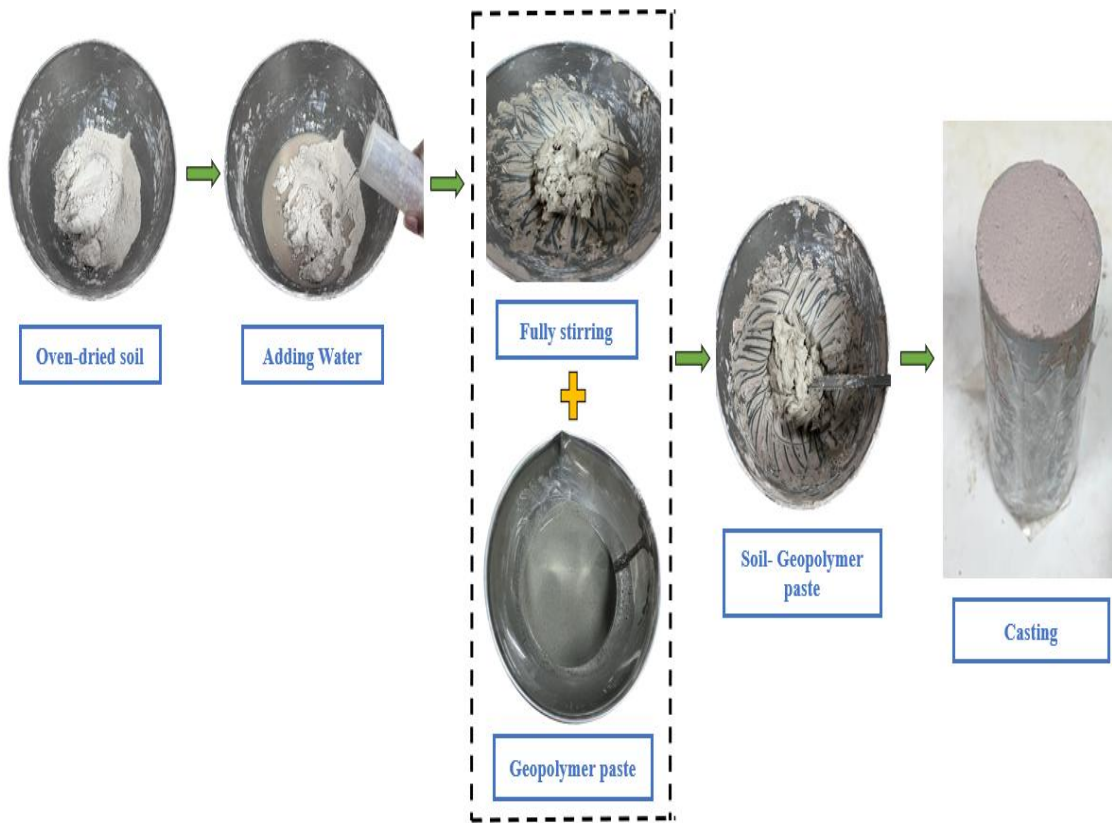 Oven-dried soil
Adding Water
Fully stirring
Geopolymer paste
Soil- Geopolymer
paste
Casting